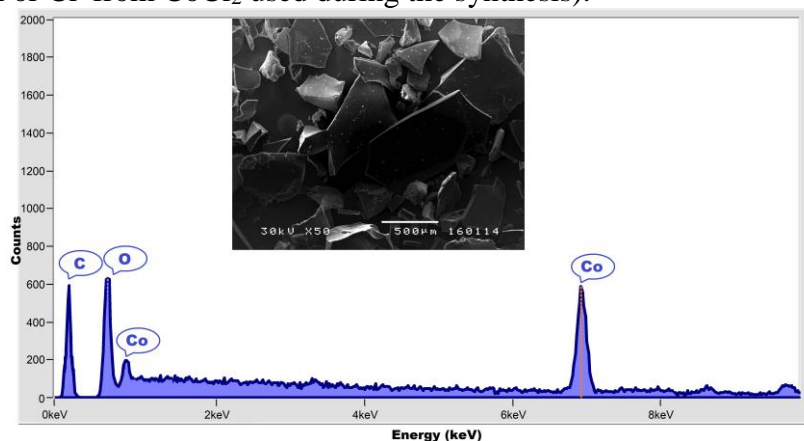 n or Cl⁻ from CoCl₂ used during the synthesis).
2000
1800
1600
1400
1200
1000
800
600
400
200
0
Counts
C
O
Co
Co
30kV X50 500µm 160114
0keV 2keV 4keV 6keV 8keV
Energy (keV)